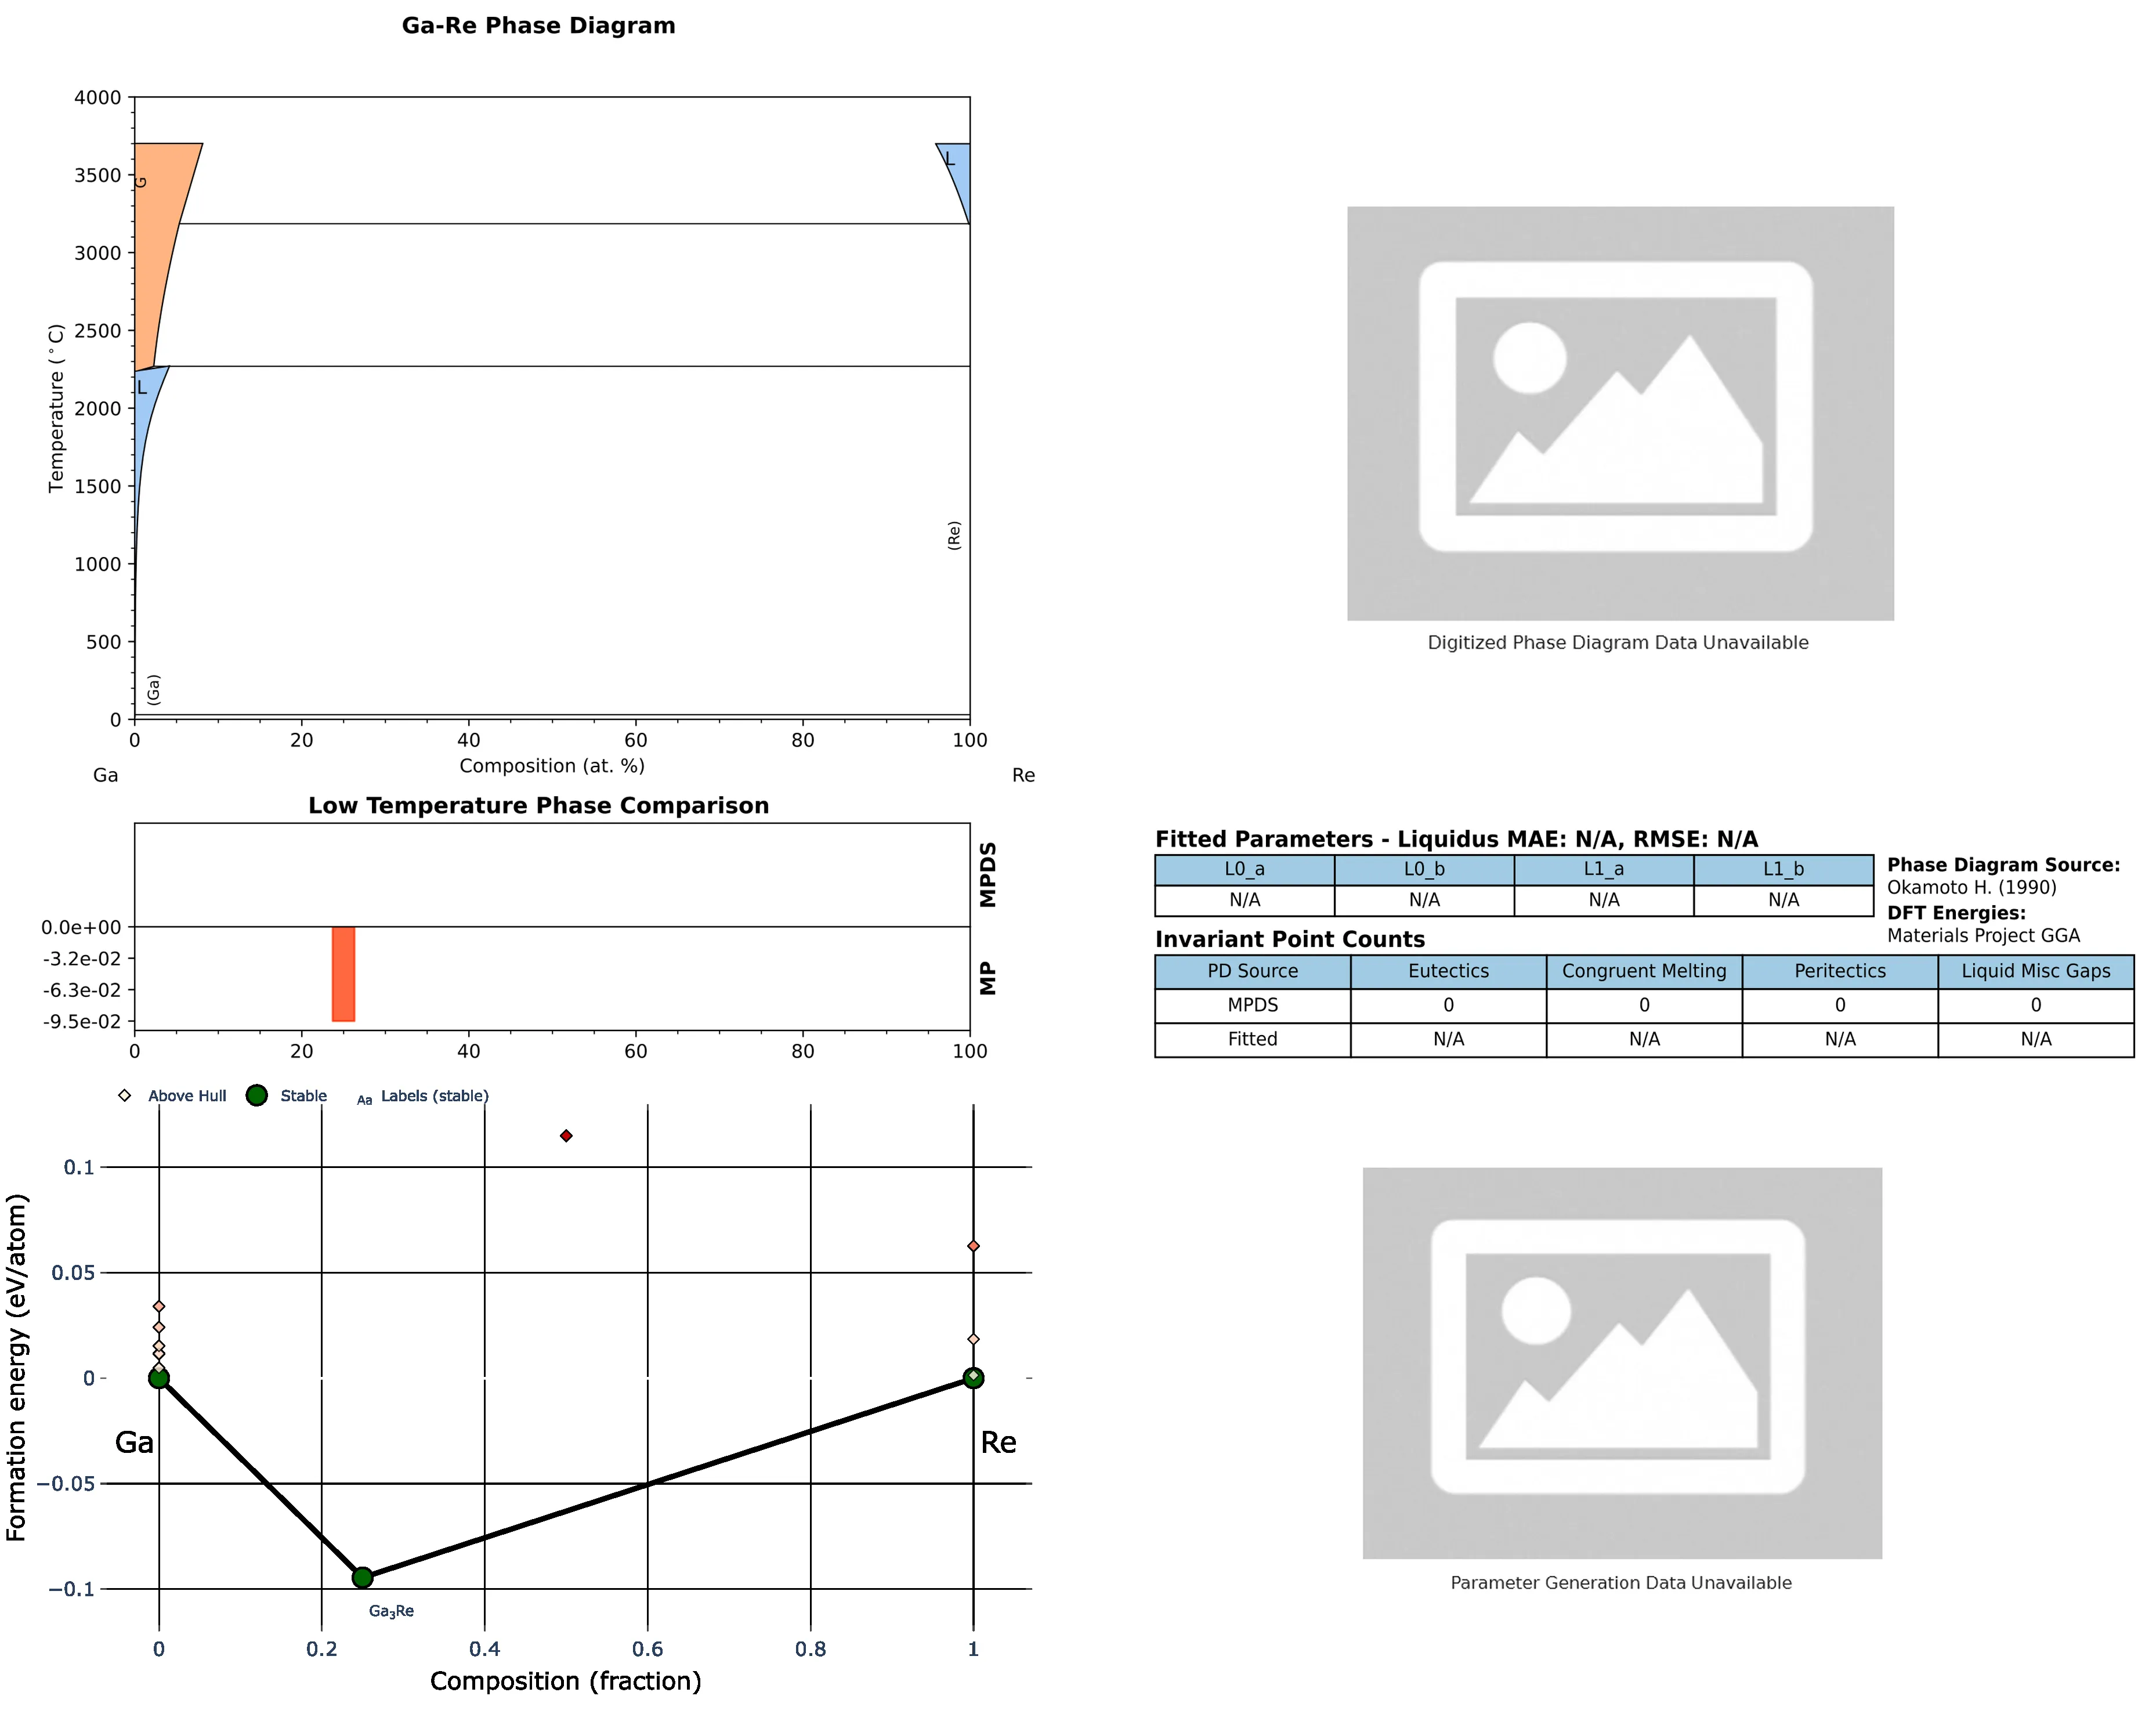 Ga-Re Phase Diagram
4000
3500
3000
2500
2000
1500
1000
500
0
Temperature (°C)
G
L
L
(Ga)
(Re)
0 20 40 60 80 100
Composition (at. %)
Ga Re
Digitized Phase Diagram Data Unavailable
Low Temperature Phase Comparison
MPDS
MP
0.0e+00
-3.2e-02
-6.3e-02
-9.5e-02
0 20 40 60 80 100
Fitted Parameters - Liquidus MAE: N/A, RMSE: N/A
L0_a L0_b L1_a L1_b
N/A N/A N/A N/A
Phase Diagram Source:
Okamoto H. (1990)
DFT Energies:
Materials Project GGA
Invariant Point Counts
PD Source Eutectics Congruent Melting Peritectics Liquid Misc Gaps
MPDS 0 0 0 0
Fitted N/A N/A N/A N/A
Above Hull Stable Aa Labels (stable)
0.1
0.05
0
−0.05
−0.1
Formation energy (eV/atom)
Ga Re
Ga₃Re
0 0.2 0.4 0.6 0.8 1
Composition (fraction)
Parameter Generation Data Unavailable